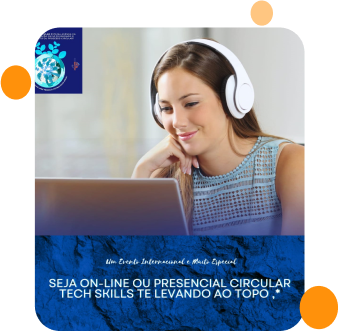 Um Evento Internacional e Muito Especial
SEJA ON-LINE OU PRESENCIAL CIRCULAR
TECH SKILLS TE LEVANDO AO TOPO ,*